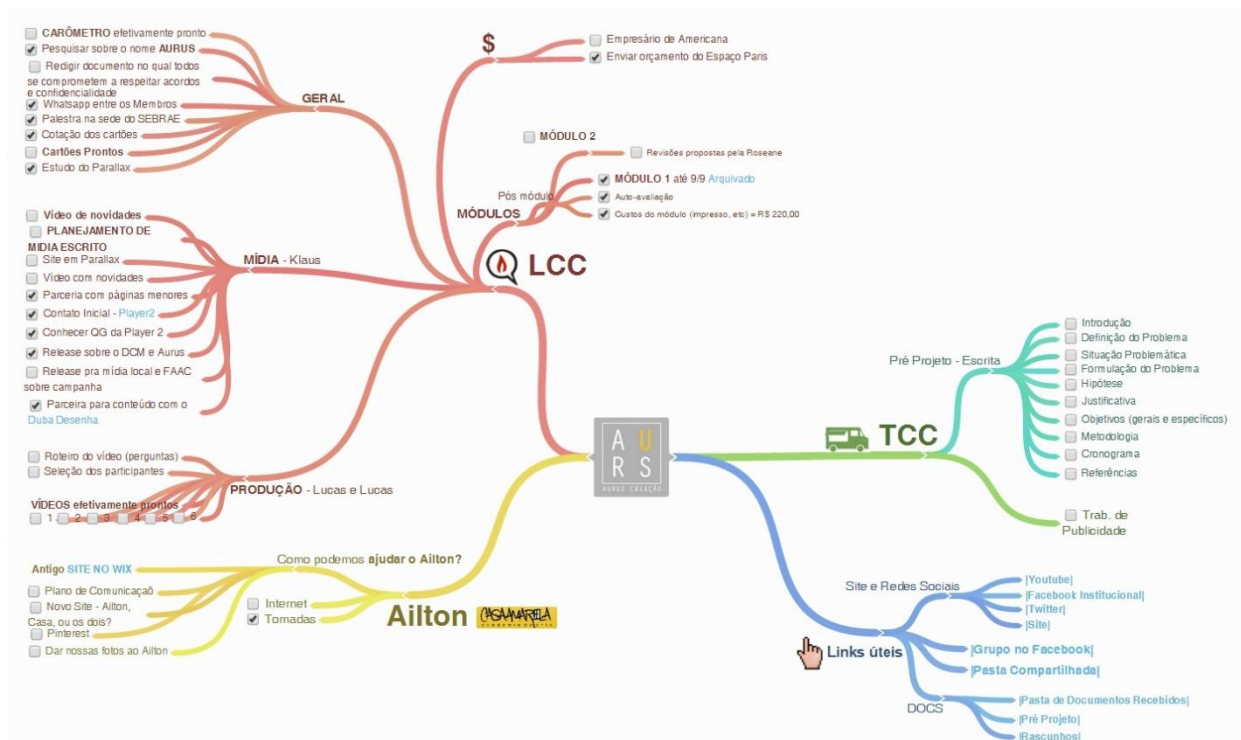 CARÔMETRO efetivamente pronto
Pesquisar sobre o nome AURUS
Redigir documento no qual todos
se comprometem a respeitar acordos
e confidencialidade
Whatsapp entre os Membros
Palestra na sede do SEBRAE
Cotação dos cartões
Cartões Prontos
Estudo do Parallax
GERAL
$
Empresário de Americana
Enviar orçamento do Espaço Paris
MÓDULO 2
Revisões propostas pela Roseane
MÓDULO 1 até 9/9 Arquivado
Pós módulo
Auto-avaliação
Custos do módulo (impresso, etc) = R$ 220,00
MÓDULOS
LCC
Vídeo de novidades
PLANEJAMENTO DE
MIDIA ESCRITO
Site em Parallax
Vídeo com novidades
Parceria com páginas menores
Contato Inicial - Player2
Conhecer QG da Player 2
Release sobre o DCM e Aurus
Release pra mídia local e FAAC
sobre campanha
Parceira para conteúdo com o
Duba Desenha
MÍDIA - Klaus
Roteiro do vídeo (perguntas)
Seleção dos participantes
VÍDEOS efetivamente prontos
1 2 3 4 5 6
PRODUÇÃO - Lucas e Lucas
Antigo SITE NO WIX
Plano de Comunicaçaõ
Novo Site - Ailton,
Casa, ou os dois?
Pinterest
Dar nossas fotos ao Ailton
Como podemos ajudar o Ailton?
Internet
Tomadas
Ailton
CASAAMARELA
A U
R S
AURUS CRIAÇÃO
TCC
Pré Projeto - Escrita
Introdução
Definição do Problema
Situação Problemática
Formulação do Problema
Hipótese
Justificativa
Objetivos (gerais e específicos)
Metodologia
Cronograma
Referências
Trab. de
Publicidade
Links úteis
Site e Redes Sociais
|Youtube|
|Facebook Institucional|
|Twitter|
|Site|
|Grupo no Facebook|
|Pasta Compartilhada|
DOCS
|Pasta de Documentos Recebidos|
|Pré Projeto|
|Rascunhos|